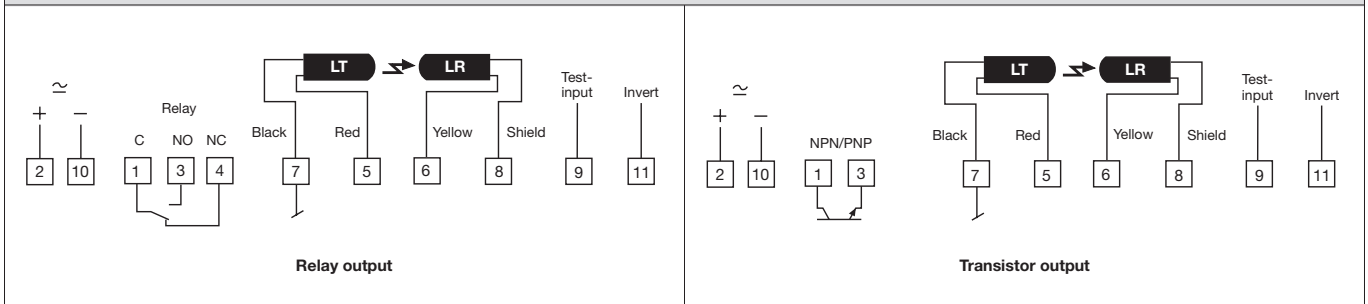 LT LR
Test-
input
Invert
≃
+ −
Relay
C NO NC
Black Red Yellow Shield
2 10 1 3 4 7 5 6 8 9 11
Relay output
LT LR
Test-
input
Invert
≃
+ −
NPN/PNP
Black Red Yellow Shield
2 10 1 3 7 5 6 8 9 11
Transistor output